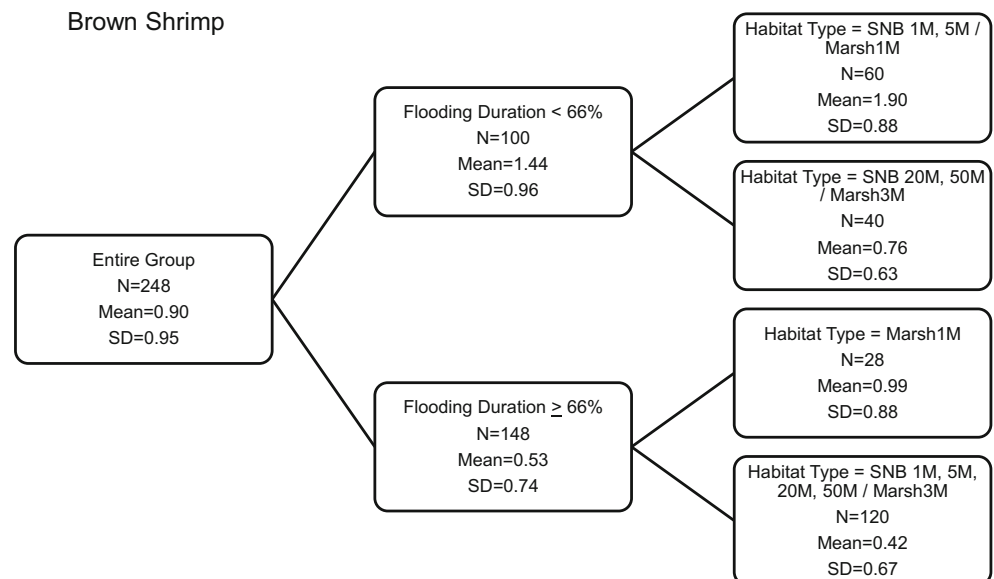 Brown Shrimp
Entire Group
N=248
Mean=0.90
SD=0.95
Flooding Duration < 66%
N=100
Mean=1.44
SD=0.96
Flooding Duration ≥ 66%
N=148
Mean=0.53
SD=0.74
Habitat Type = SNB 1M, 5M /
Marsh1M
N=60
Mean=1.90
SD=0.88
Habitat Type = SNB 20M, 50M
/ Marsh3M
N=40
Mean=0.76
SD=0.63
Habitat Type = Marsh1M
N=28
Mean=0.99
SD=0.88
Habitat Type = SNB 1M, 5M,
20M, 50M / Marsh3M
N=120
Mean=0.42
SD=0.67